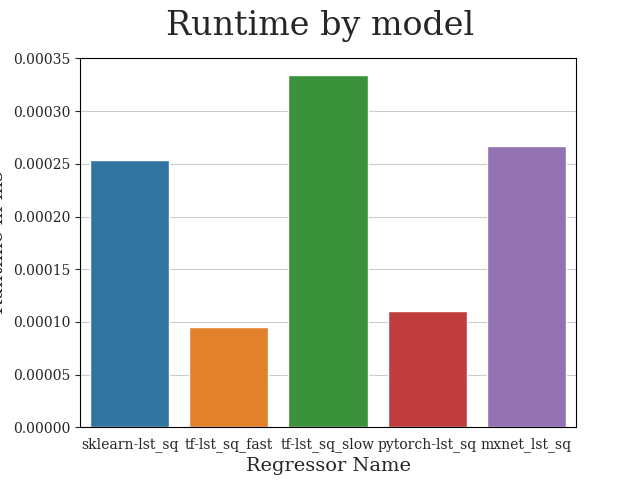 Runtime by model
0.00035
0.00030
0.00025
0.00020
0.00015
0.00010
0.00005
0.00000
sklearn-lst_sq tf-lst_sq_fast tf-lst_sq_slow pytorch-lst_sq mxnet_lst_sq
Regressor Name